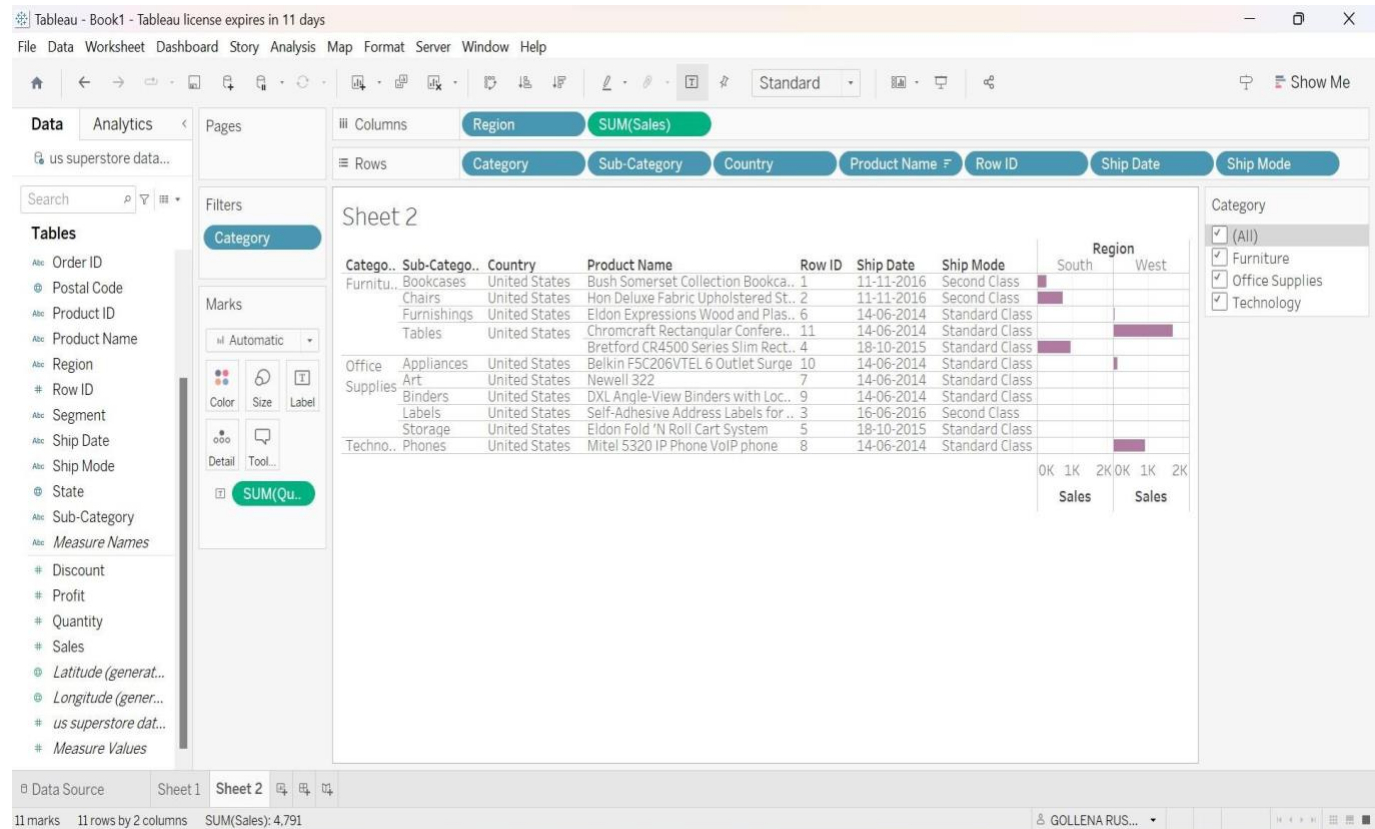 Tableau - Book1 - Tableau license expires in 11 days
File Data Worksheet Dashboard Story Analysis Map Format Server Window Help
Standard
Show Me
Data Analytics
us superstore data...
Search
Tables
Abc Order ID
Postal Code
Abc Product ID
Abc Product Name
Abc Region
# Row ID
Abc Segment
Abc Ship Date
Abc Ship Mode
State
Abc Sub-Category
Abc Measure Names
# Discount
# Profit
# Quantity
# Sales
Latitude (generat...
Longitude (gener...
# us superstore dat...
# Measure Values
Pages
Filters
Category
Marks
Automatic
Color Size Label
Detail Tool...
SUM(Qu..
Columns Region SUM(Sales)
Rows Category Sub-Category Country Product Name Row ID Ship Date Ship Mode
Sheet 2
Region
Catego.. Sub-Catego.. Country Product Name Row ID Ship Date Ship Mode South West
Furnitu.. Bookcases United States Bush Somerset Collection Bookca.. 1 11-11-2016 Second Class
Chairs United States Hon Deluxe Fabric Upholstered St.. 2 11-11-2016 Second Class
Furnishings United States Eldon Expressions Wood and Plas.. 6 14-06-2014 Standard Class
Tables United States Chromcraft Rectangular Confere.. 11 14-06-2014 Standard Class
Bretford CR4500 Series Slim Rect.. 4 18-10-2015 Standard Class
Office Supplies Appliances United States Belkin F5C206VTEL 6 Outlet Surge 10 14-06-2014 Standard Class
Art United States Newell 322 7 14-06-2014 Standard Class
Binders United States DXL Angle-View Binders with Loc.. 9 14-06-2014 Standard Class
Labels United States Self-Adhesive Address Labels for .. 3 16-06-2016 Second Class
Storage United States Eldon Fold 'N Roll Cart System 5 18-10-2015 Standard Class
Techno.. Phones United States Mitel 5320 IP Phone VoIP phone 8 14-06-2014 Standard Class
0K 1K 2K 0K 1K 2K
Sales Sales
Category
(All)
Furniture
Office Supplies
Technology
Data Source Sheet 1 Sheet 2
11 marks 11 rows by 2 columns SUM(Sales): 4,791
GOLLENA RUS...